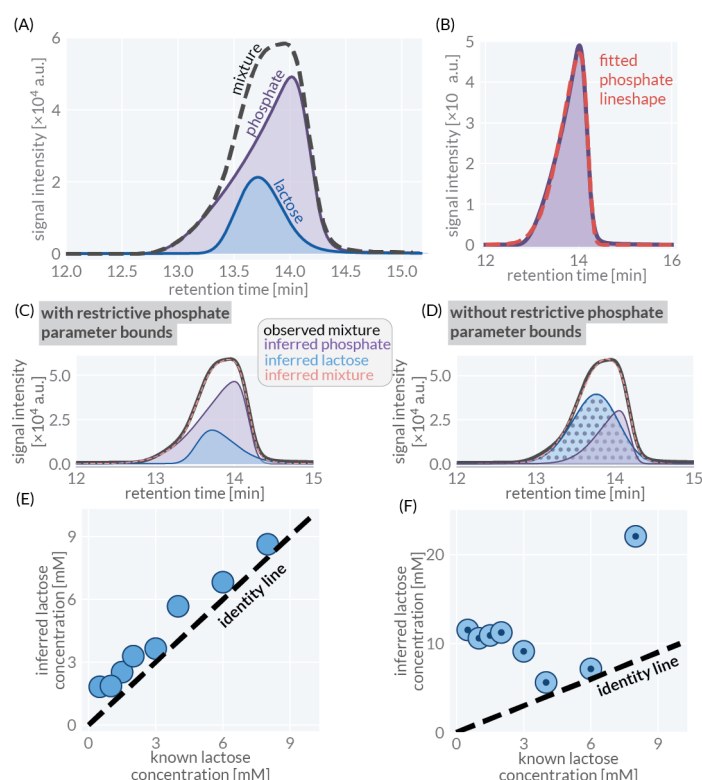 (A)
6
4
2
0
signal intensity [×10⁴ a.u.]
mixture
phosphate
lactose
12.0 12.5 13.0 13.5 14.0 14.5 15.0
retention time [min]
(B)
5
4
3
2
1
0
signal intensity [×10 a.u.]
fitted
phosphate
lineshape
12 14 16
retention time [min]
(C)
with restrictive phosphate
parameter bounds
observed mixture
inferred phosphate
inferred lactose
inferred mixture
5.0
2.5
0.0
signal intensity
[×10⁴ a.u.]
12 13 14 15
retention time [min]
(D)
without restrictive phosphate
parameter bounds
5.0
2.5
0.0
signal intensity
[×10⁴ a.u.]
12 13 14 15
retention time [min]
(E)
9
6
3
0
inferred lactose
concentration [mM]
identity line
0 3 6 9
known lactose
concentration [mM]
(F)
20
10
0
inferred lactose
concentration [mM]
identity line
0 3 6 9
known lactose
concentration [mM]